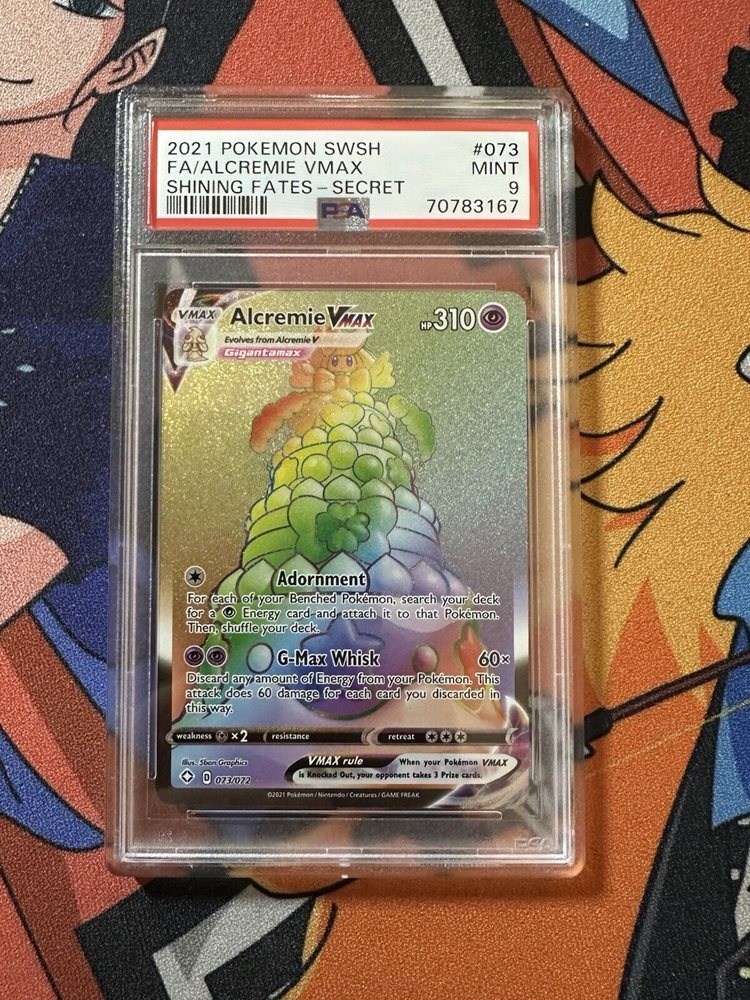 2021 POKEMON SWSH #073
FA/ALCREMIE VMAX MINT
SHINING FATES-SECRET 9
PSA 70783167
VMAX Alcremie VMAX HP 310
Evolves from Alcremie V
Gigantamax
Adornment
For each of your Benched Pokémon, search your deck
for a Energy card and attach it to that Pokémon.
Then, shuffle your deck.
G-Max Whisk 60×
Discard any amount of Energy from your Pokémon. This
attack does 60 damage for each card you discarded in
this way.
weakness ×2 resistance retreat
Illus. 5ban Graphics VMAX rule When your Pokémon VMAX
is Knocked Out, your opponent takes 3 Prize cards.
D 073/072
©2021 Pokémon / Nintendo / Creatures / GAME FREAK
PSA